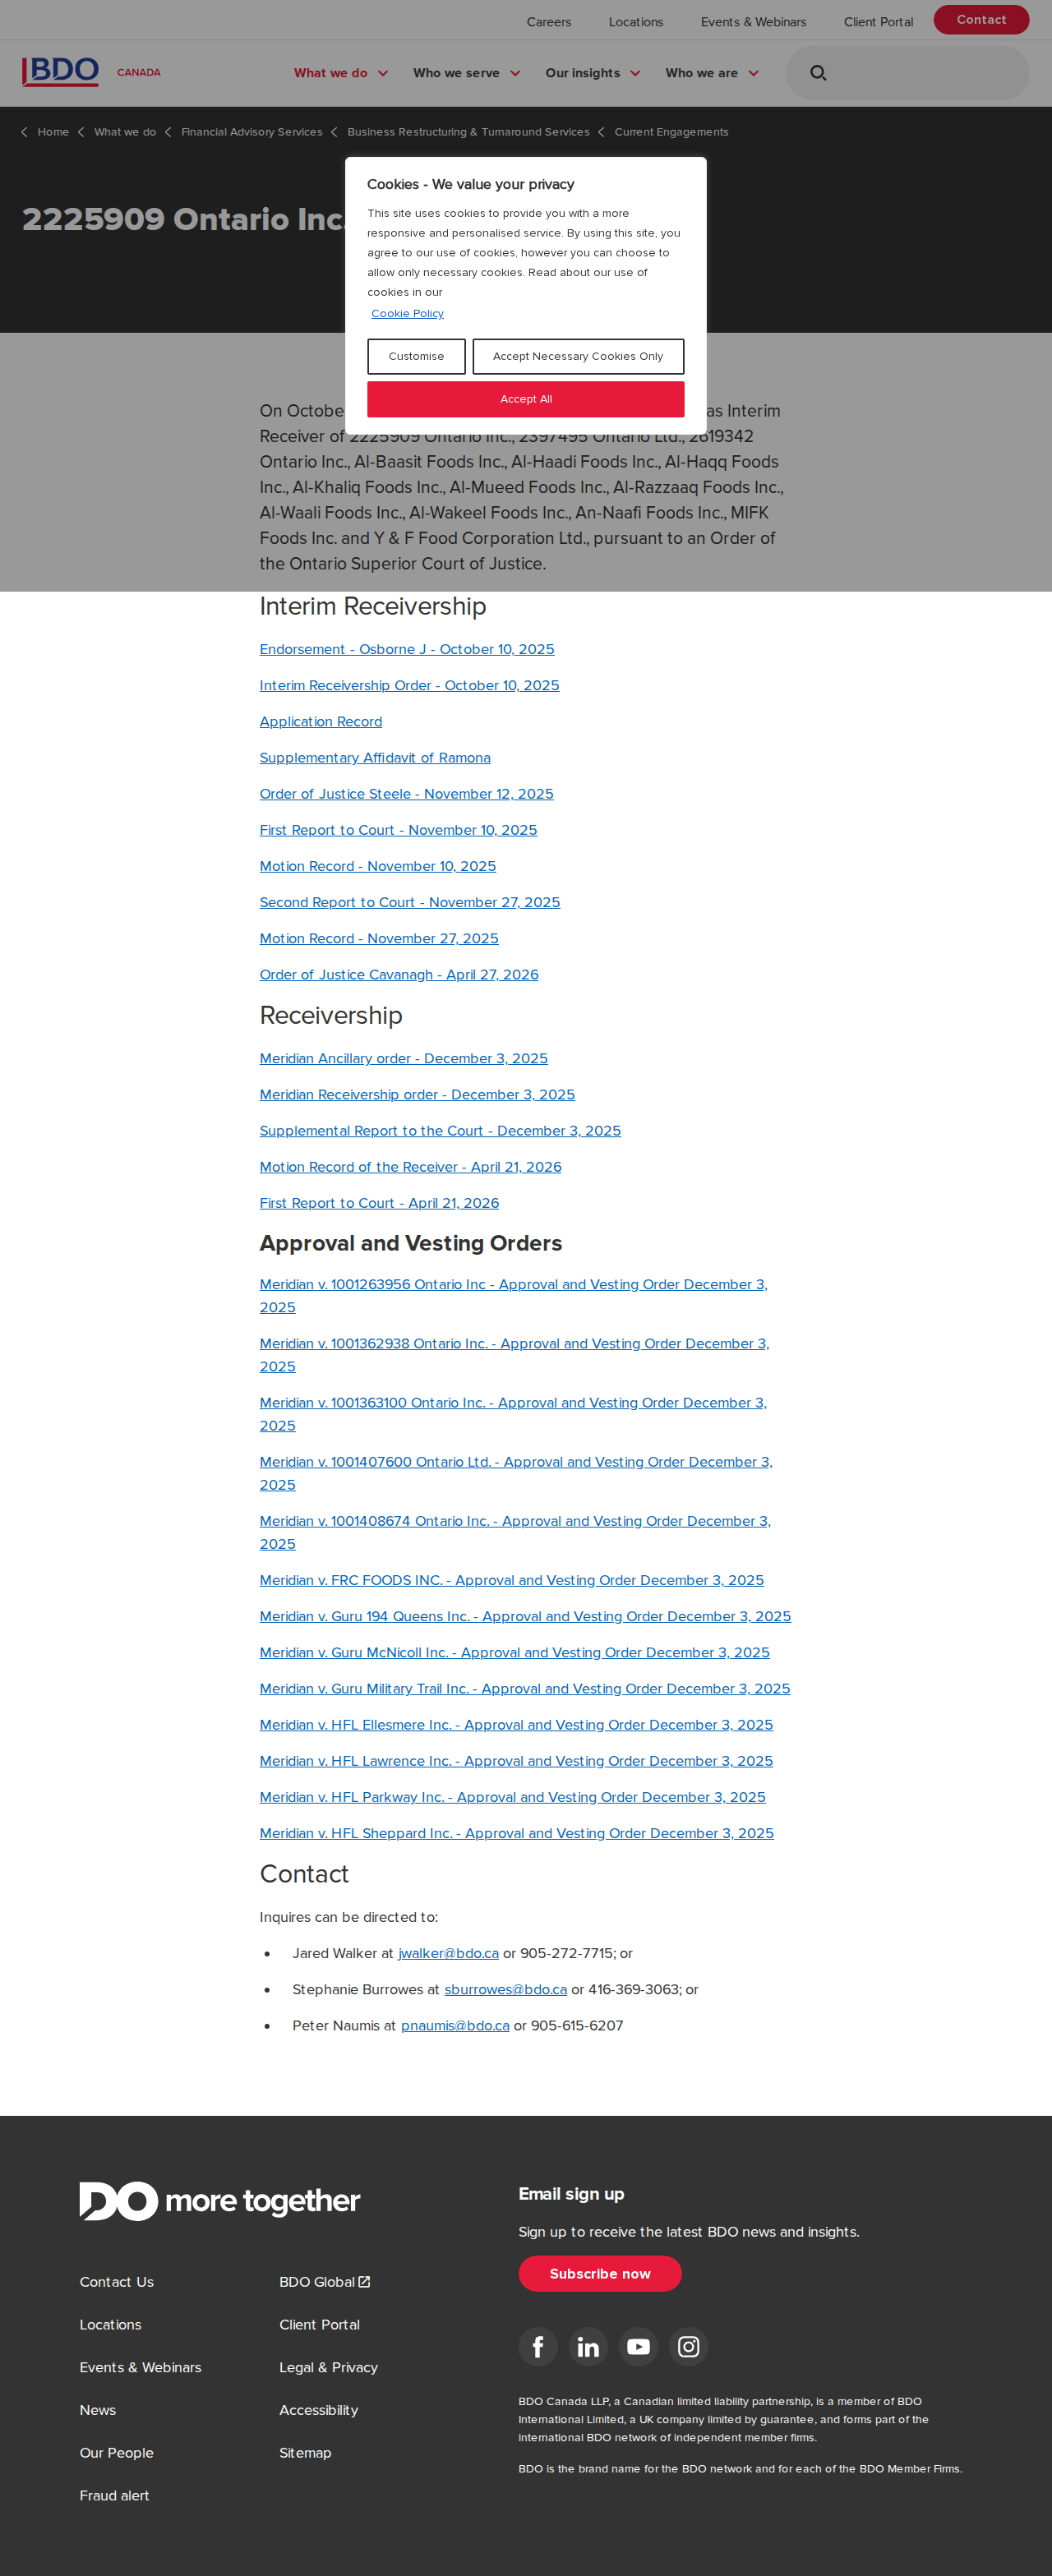 Careers Locations Events & Webinars Client Portal Contact
BDO CANADA What we do Who we serve Our insights Who we are
Home What we do Financial Advisory Services Business Restructuring & Turnaround Services Current Engagements
2225909 Ontario Inc.
Cookies - We value your privacy
This site uses cookies to provide you with a more
responsive and personalised service. By using this site, you
agree to our use of cookies, however you can choose to
allow only necessary cookies. Read about our use of
cookies in our
Cookie Policy
Customise Accept Necessary Cookies Only
Accept All
On as Interim
Receiver of 2225909 Ontario Inc., 2397495 Ontario Ltd., 2619342
Ontario Inc., Al-Baasit Foods Inc., Al-Haadi Foods Inc., Al-Haqq Foods
Inc., Al-Khaliq Foods Inc., Al-Mueed Foods Inc., Al-Razzaaq Foods Inc.,
Al-Waali Foods Inc., Al-Wakeel Foods Inc., An-Naafi Foods Inc., MIFK
Foods Inc. and Y & F Food Corporation Ltd., pursuant to an Order of
the Ontario Superior Court of Justice.
Interim Receivership
Endorsement - Osborne J - October 10, 2025
Interim Receivership Order - October 10, 2025
Application Record
Supplementary Affidavit of Ramona
Order of Justice Steele - November 12, 2025
First Report to Court - November 10, 2025
Motion Record - November 10, 2025
Second Report to Court - November 27, 2025
Motion Record - November 27, 2025
Order of Justice Cavanagh - April 27, 2026
Receivership
Meridian Ancillary order - December 3, 2025
Meridian Receivership order - December 3, 2025
Supplemental Report to the Court - December 3, 2025
Motion Record of the Receiver - April 21, 2026
First Report to Court - April 21, 2026
Approval and Vesting Orders
Meridian v. 1001263956 Ontario Inc - Approval and Vesting Order December 3,
2025
Meridian v. 1001362938 Ontario Inc. - Approval and Vesting Order December 3,
2025
Meridian v. 1001363100 Ontario Inc. - Approval and Vesting Order December 3,
2025
Meridian v. 1001407600 Ontario Ltd. - Approval and Vesting Order December 3,
2025
Meridian v. 1001408674 Ontario Inc. - Approval and Vesting Order December 3,
2025
Meridian v. FRC FOODS INC. - Approval and Vesting Order December 3, 2025
Meridian v. Guru 194 Queens Inc. - Approval and Vesting Order December 3, 2025
Meridian v. Guru McNicoll Inc. - Approval and Vesting Order December 3, 2025
Meridian v. Guru Military Trail Inc. - Approval and Vesting Order December 3, 2025
Meridian v. HFL Ellesmere Inc. - Approval and Vesting Order December 3, 2025
Meridian v. HFL Lawrence Inc. - Approval and Vesting Order December 3, 2025
Meridian v. HFL Parkway Inc. - Approval and Vesting Order December 3, 2025
Meridian v. HFL Sheppard Inc. - Approval and Vesting Order December 3, 2025
Contact
Inquires can be directed to:
Jared Walker at jwalker@bdo.ca or 905-272-7715; or
Stephanie Burrowes at sburrowes@bdo.ca or 416-369-3063; or
Peter Naumis at pnaumis@bdo.ca or 905-615-6207
DO more together
Contact Us
Locations
Events & Webinars
News
Our People
Fraud alert
BDO Global
Client Portal
Legal & Privacy
Accessibility
Sitemap
Email sign up
Sign up to receive the latest BDO news and insights.
Subscribe now
BDO Canada LLP, a Canadian limited liability partnership, is a member of BDO
International Limited, a UK company limited by guarantee, and forms part of the
international BDO network of independent member firms.
BDO is the brand name for the BDO network and for each of the BDO Member Firms.